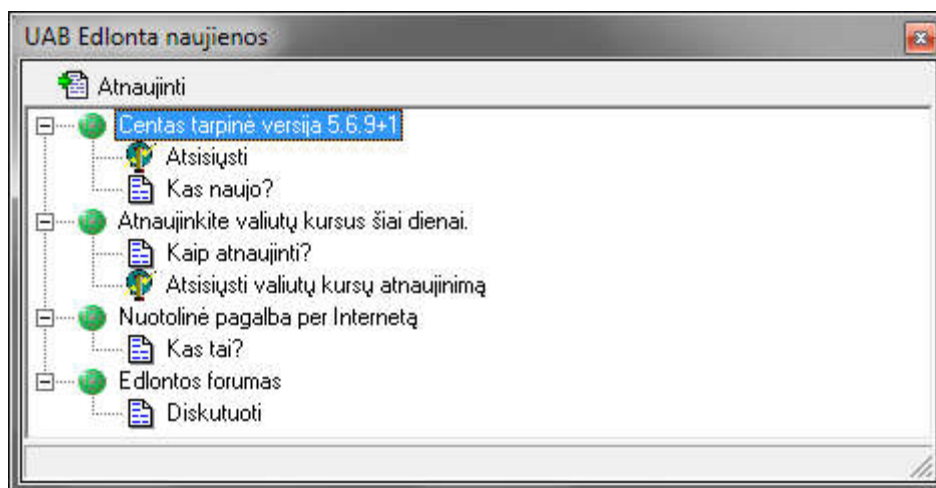 UAB Edlonta naujienos
Atnaujinti
Centas tarpinė versija 5.6.9+1
Atsisiųsti
Kas naujo?
Atnaujinkite valiutų kursus šiai dienai.
Kaip atnaujinti?
Atsisiųsti valiutų kursų atnaujinimą
Nuotolinė pagalba per Internetą
Kas tai?
Edlontos forumas
Diskutuoti